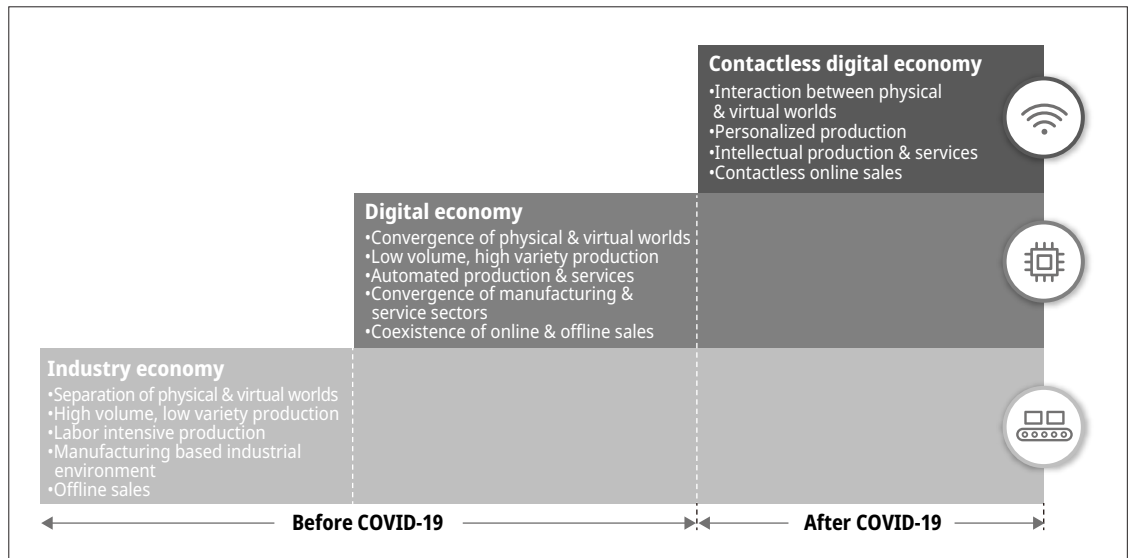 Contactless digital economy
•Interaction between physical
& virtual worlds
•Personalized production
•Intellectual production & services
•Contactless online sales
Digital economy
•Convergence of physical & virtual worlds
•Low volume, high variety production
•Automated production & services
•Convergence of manufacturing &
service sectors
•Coexistence of online & offline sales
Industry economy
•Separation of physical & virtual worlds
•High volume, low variety production
•Labor intensive production
•Manufacturing based industrial
environment
•Offline sales
Before COVID-19
After COVID-19